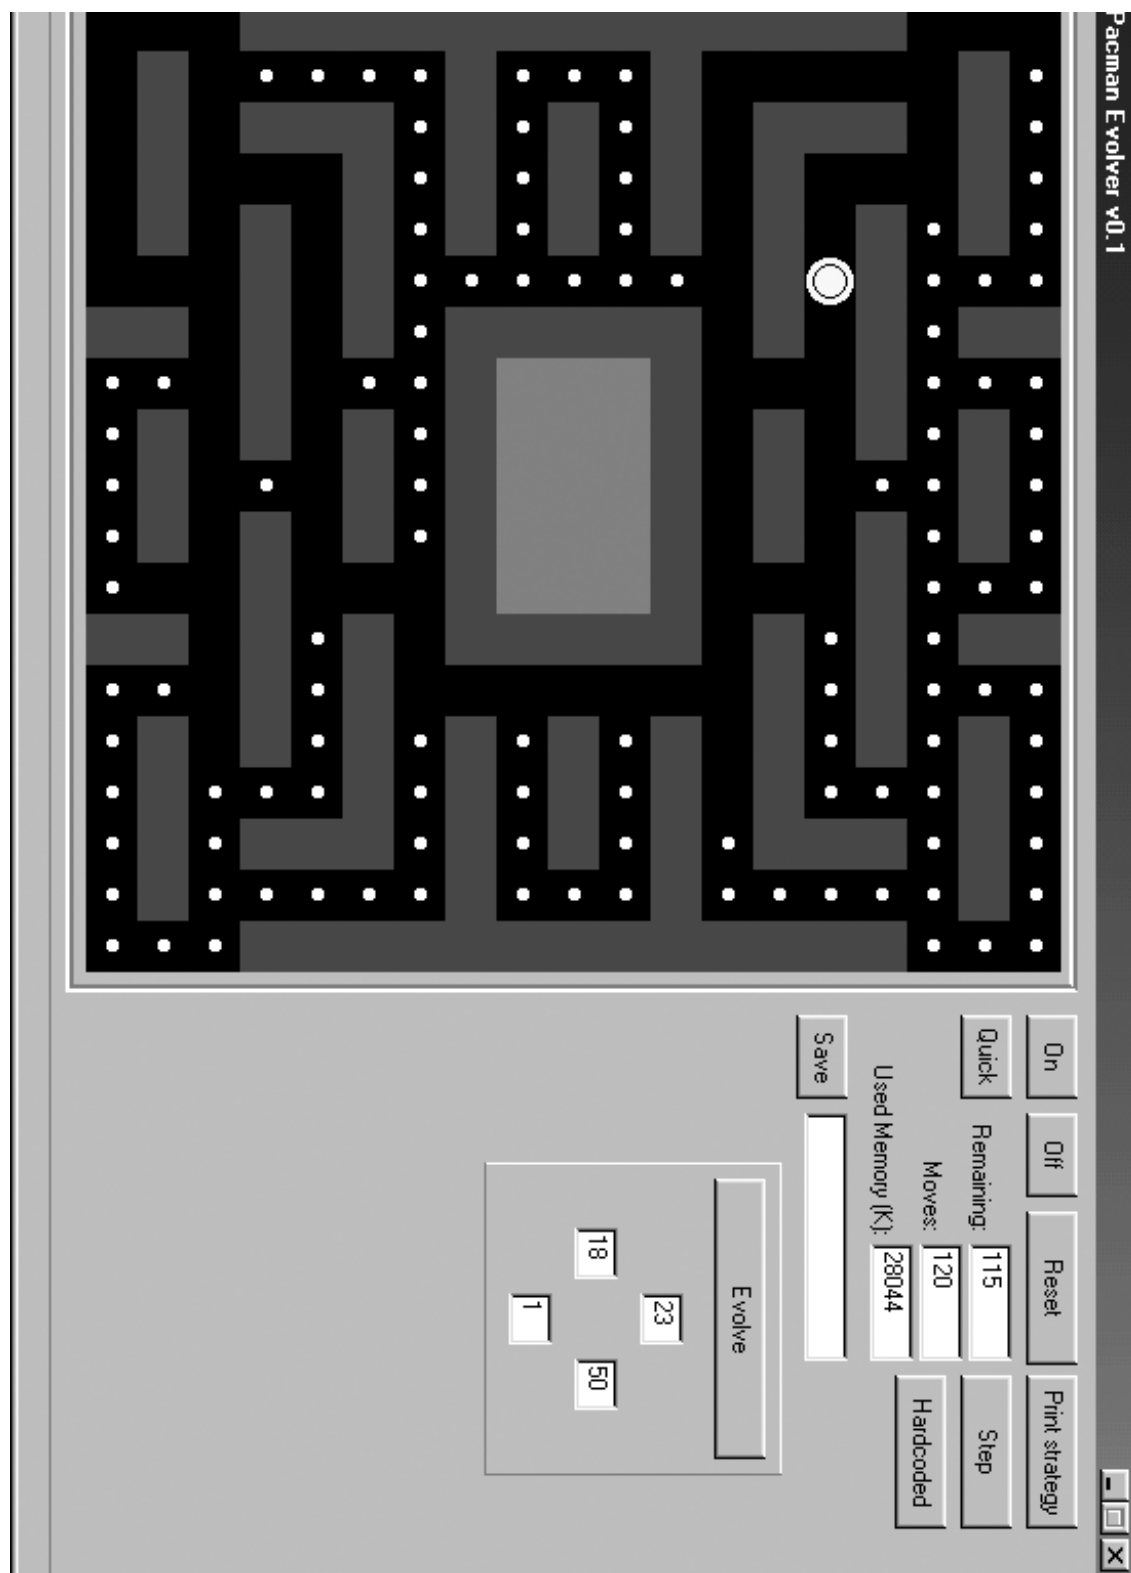 Pacman Evolver v0.1
On Off Reset Print strategy
Quick Remaining: 115 Step
Moves: 120
Used Memory (K): 28044 Hardcoded
Save
Evolve
23
18 50
1